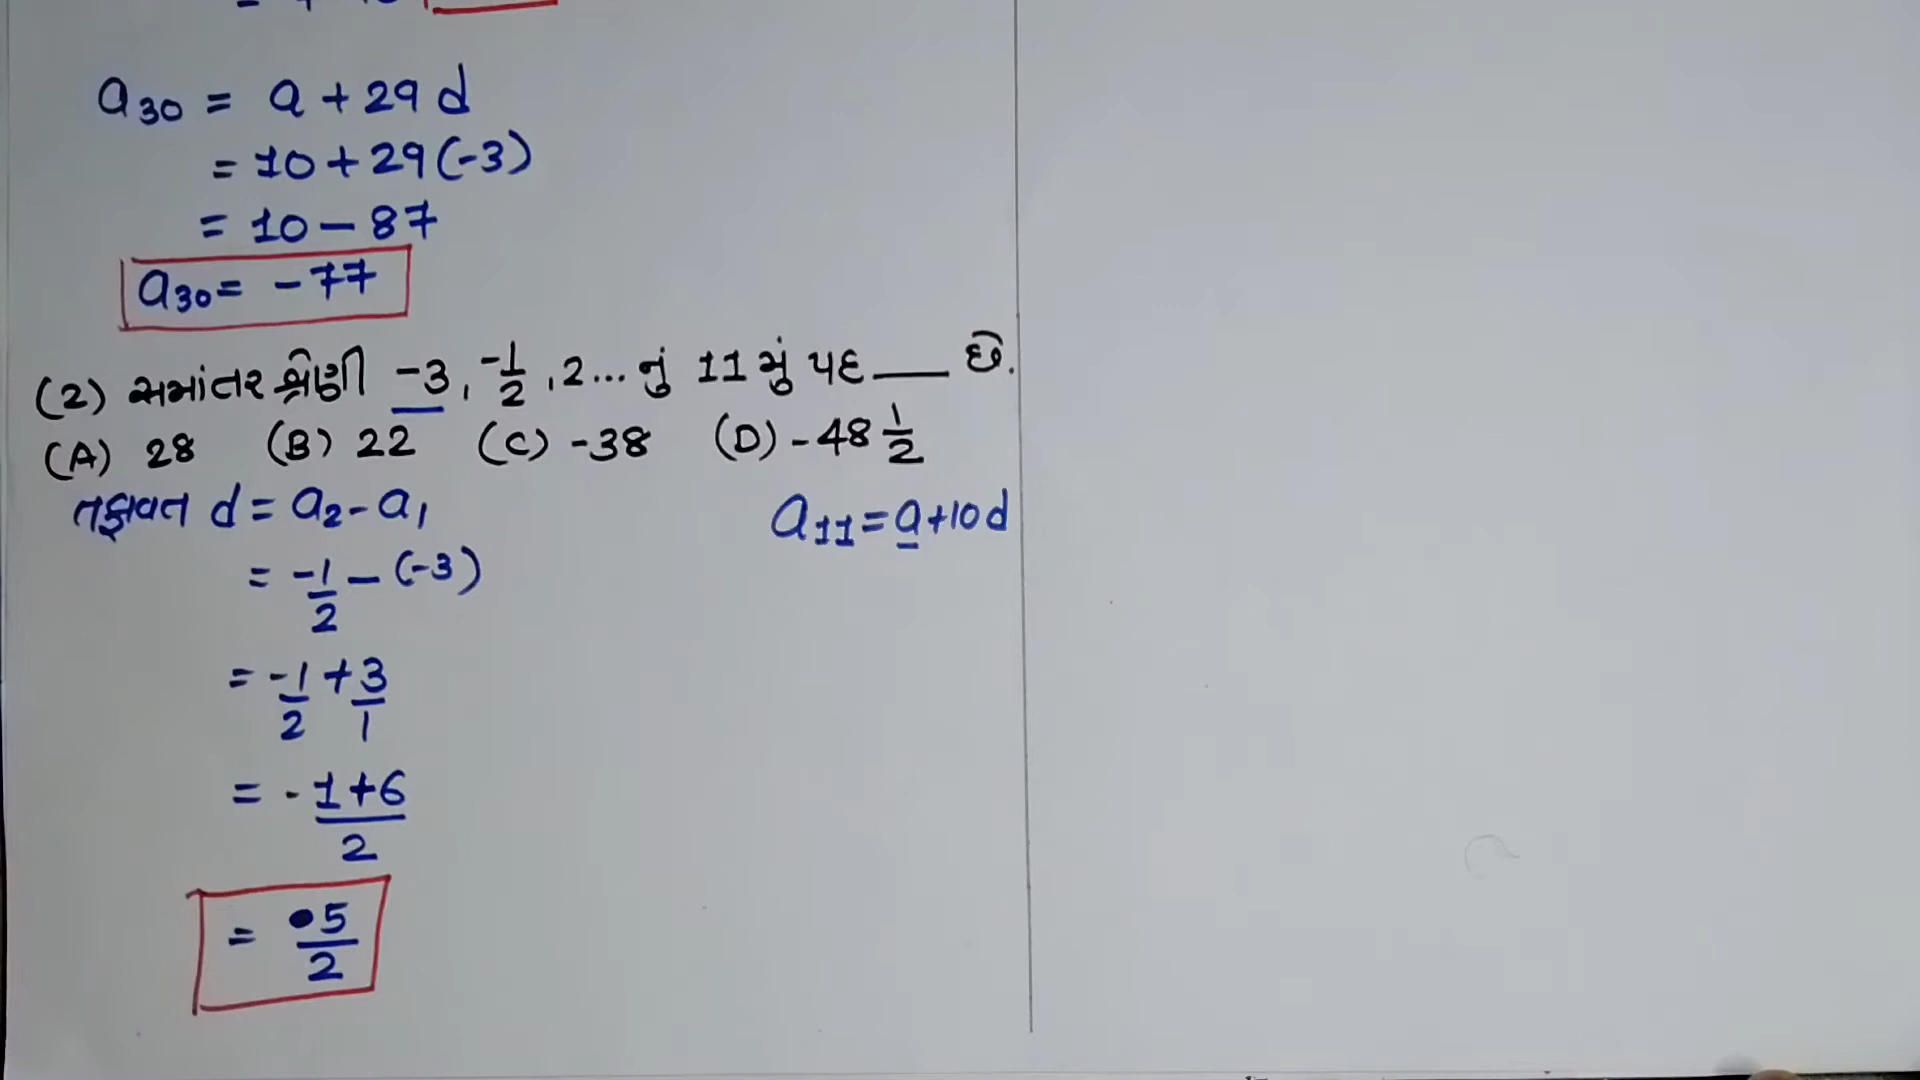 a30 = a + 29 d
= 10 + 29 (-3)
= 10 - 87
a30 = - 77
(2) સમાંતર શ્રેણી -3, -1/2, 2... નું 11 મું પદ ___ છે.
(A) 28 (B) 22 (C) -38 (D) -48 1/2
તફાવત d = a2 - a1
= -1/2 - (-3)
= -1/2 + 3/1
= -1+6/2
= 5/2
a11 = a + 10 d